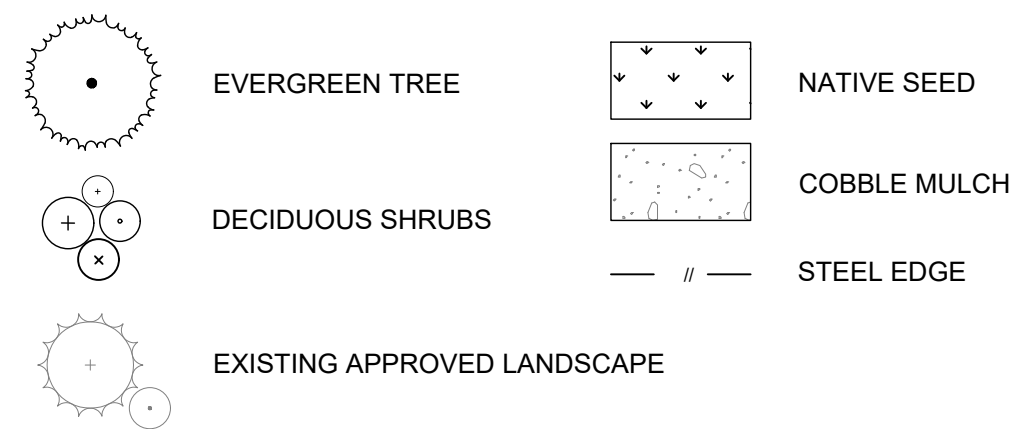 EVERGREEN TREE
DECIDUOUS SHRUBS
EXISTING APPROVED LANDSCAPE
NATIVE SEED
COBBLE MULCH
STEEL EDGE